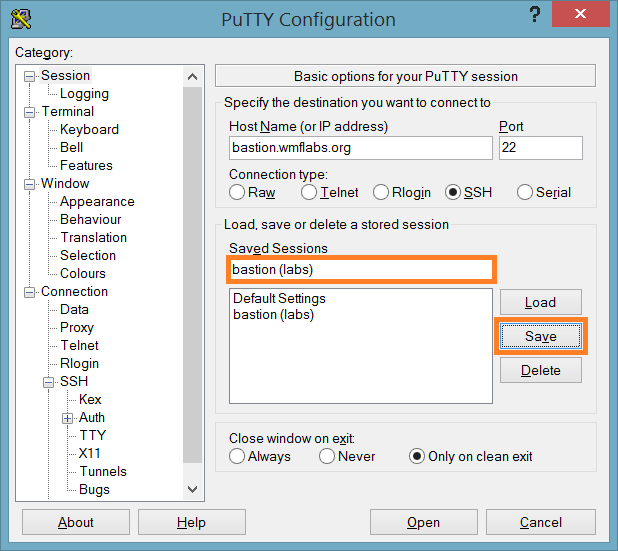 PuTTY Configuration
?
Category:
Session
Logging
Terminal
Keyboard
Bell
Features
Window
Appearance
Behaviour
Translation
Selection
Colours
Connection
Data
Proxy
Telnet
Rlogin
SSH
Kex
Auth
TTY
X11
Tunnels
Bugs
Basic options for your PuTTY session
Specify the destination you want to connect to
Host Name (or IP address) Port
bastion.wmflabs.org 22
Connection type:
Raw Telnet Rlogin SSH Serial
Load, save or delete a stored session
Saved Sessions
bastion (labs)
Default Settings
bastion (labs)
Load
Save
Delete
Close window on exit:
Always Never Only on clean exit
About Help Open Cancel